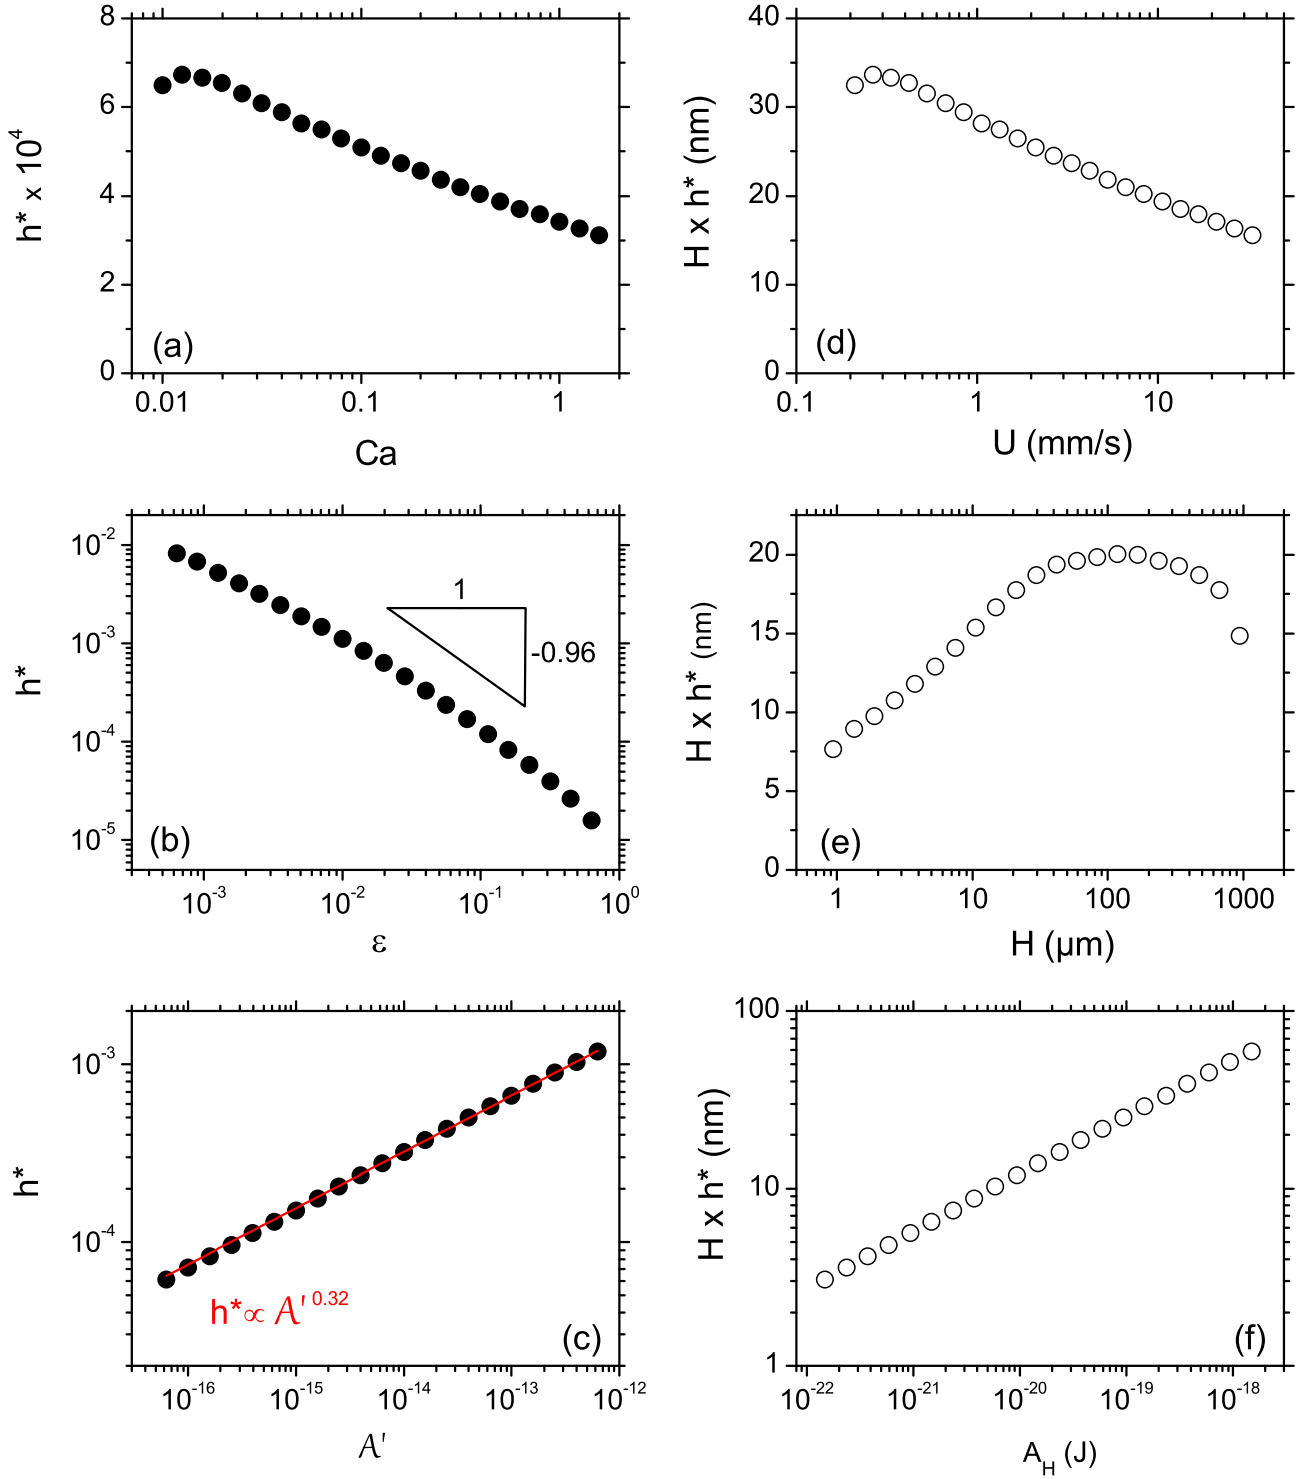 8
6
4
2
0
h* x 10⁴
(a)
0.01 0.1 1
Ca
40
30
20
10
0
H x h* (nm)
(d)
0.1 1 10
U (mm/s)
10⁻²
10⁻³
10⁻⁴
10⁻⁵
h*
1
-0.96
(b)
10⁻³ 10⁻² 10⁻¹ 10⁰
ε
20
15
10
5
0
H x h* (nm)
(e)
1 10 100 1000
H (µm)
10⁻³
10⁻⁴
h*
h*∝ A'^0.32
(c)
10⁻¹⁶ 10⁻¹⁵ 10⁻¹⁴ 10⁻¹³ 10⁻¹²
A'
100
10
1
H x h* (nm)
(f)
10⁻²² 10⁻²¹ 10⁻²⁰ 10⁻¹⁹ 10⁻¹⁸
A_H (J)